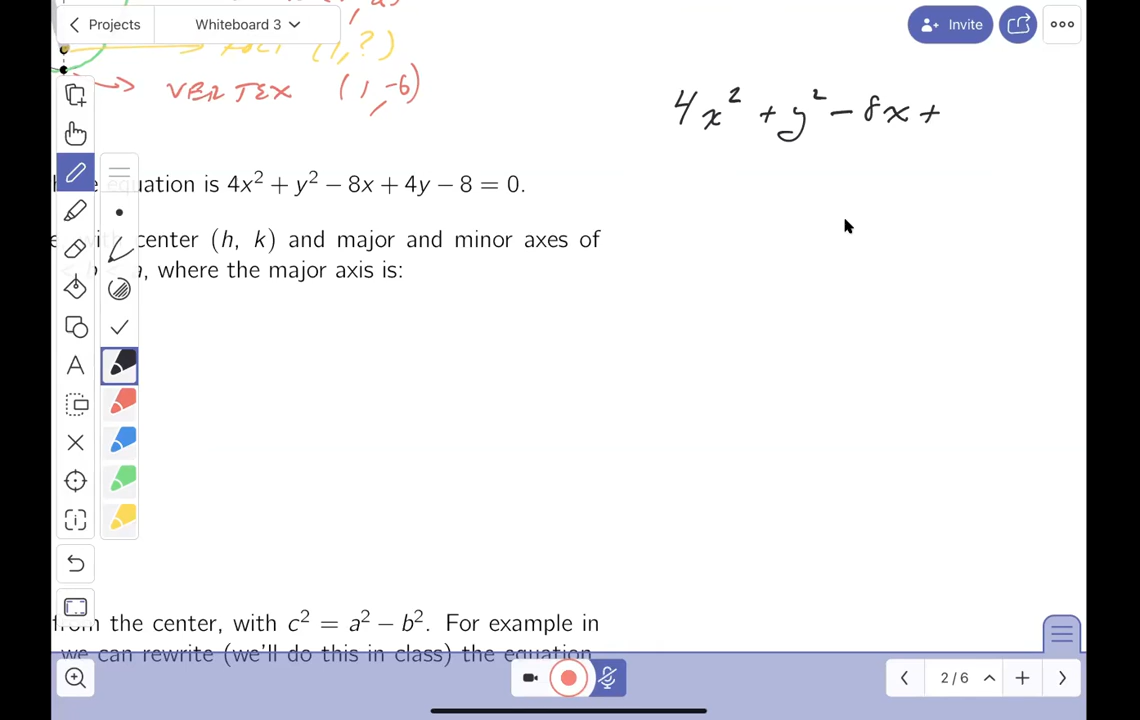 Projects
Whiteboard 3
Invite
FOCI (1, ?)
VERTEX (1, -6)
4x² + y² - 8x +
equation is 4x² + y² − 8x + 4y − 8 = 0.
center (h, k) and major and minor axes of
a, where the major axis is:
A
from the center, with c² = a² − b². For example in
we can rewrite (we'll do this in class) the equation
2/6